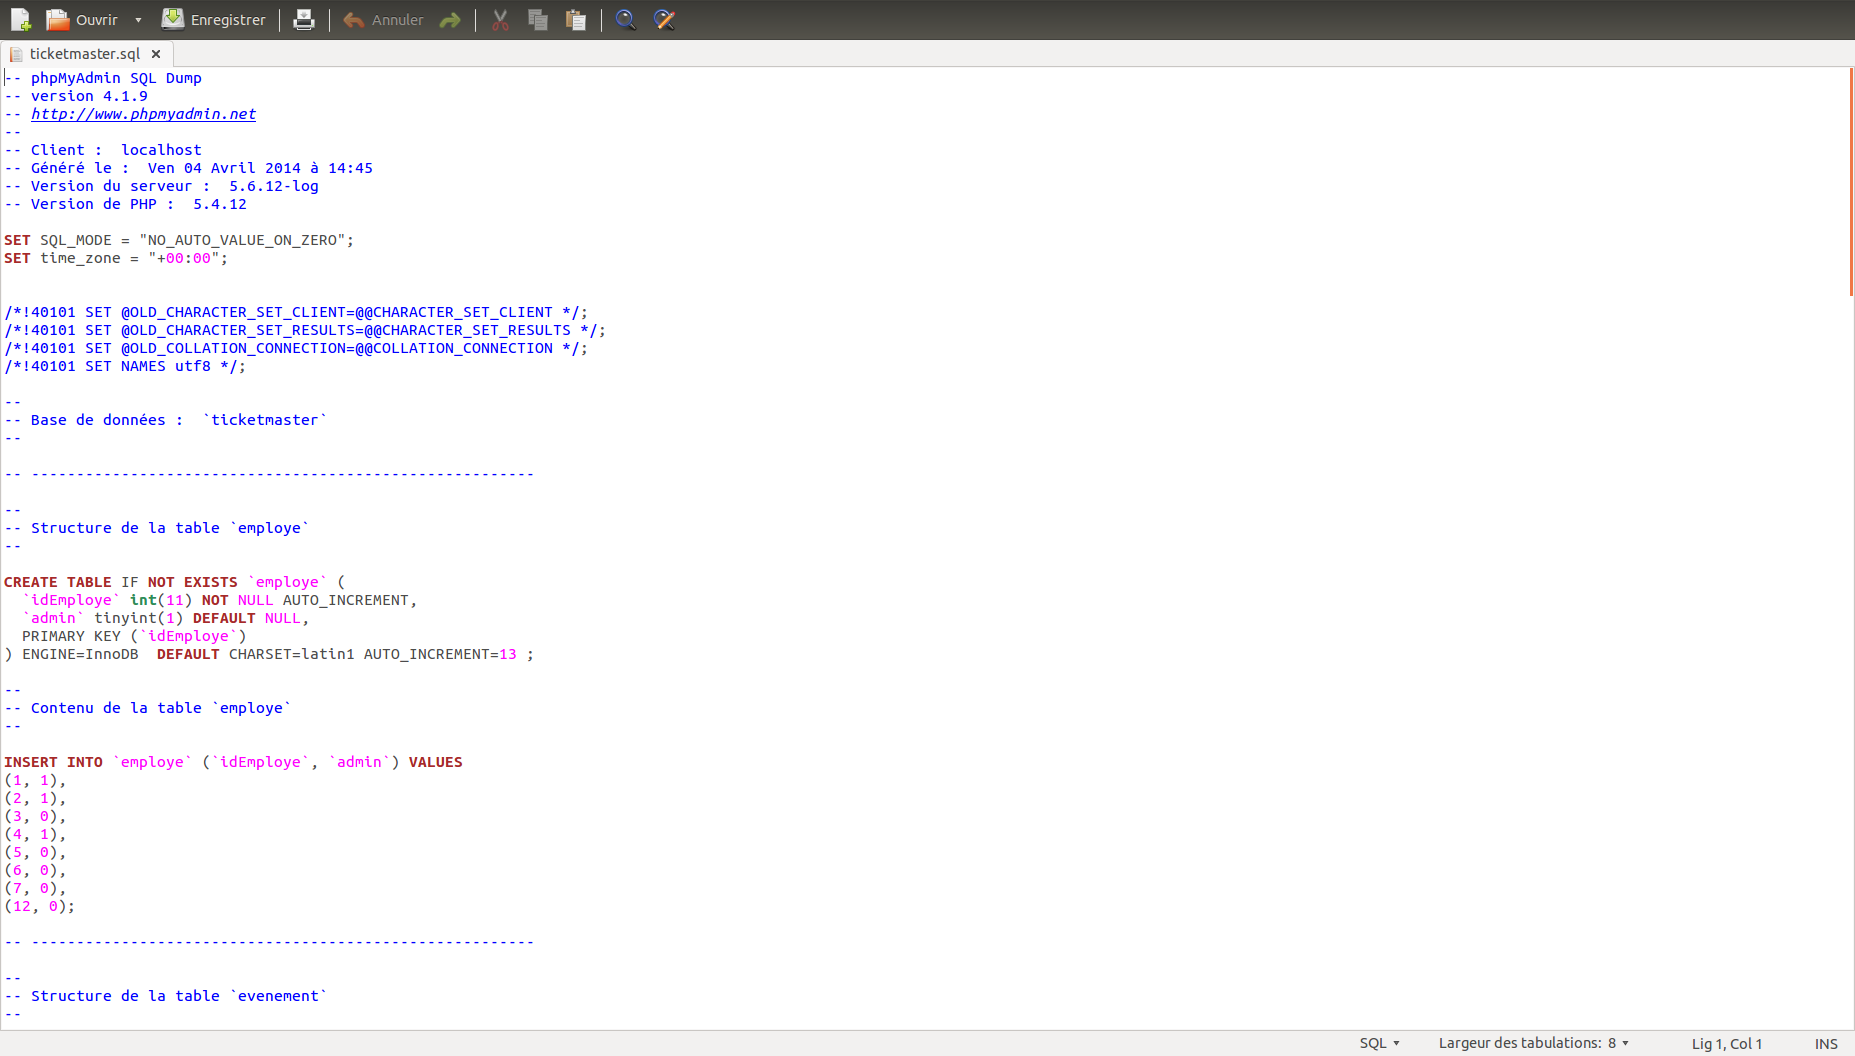 Ouvrir Enregistrer Annuler
ticketmaster.sql ×
-- phpMyAdmin SQL Dump
-- version 4.1.9
-- http://www.phpmyadmin.net
--
-- Client :  localhost
-- Généré le :  Ven 04 Avril 2014 à 14:45
-- Version du serveur :  5.6.12-log
-- Version de PHP :  5.4.12
SET SQL_MODE = "NO_AUTO_VALUE_ON_ZERO";
SET time_zone = "+00:00";
/*!40101 SET @OLD_CHARACTER_SET_CLIENT=@@CHARACTER_SET_CLIENT */;
/*!40101 SET @OLD_CHARACTER_SET_RESULTS=@@CHARACTER_SET_RESULTS */;
/*!40101 SET @OLD_COLLATION_CONNECTION=@@COLLATION_CONNECTION */;
/*!40101 SET NAMES utf8 */;
--
-- Base de données :  `ticketmaster`
--
-- --------------------------------------------------------
--
-- Structure de la table `employe`
--
CREATE TABLE IF NOT EXISTS `employe` (
  `idEmploye` int(11) NOT NULL AUTO_INCREMENT,
  `admin` tinyint(1) DEFAULT NULL,
  PRIMARY KEY (`idEmploye`)
) ENGINE=InnoDB  DEFAULT CHARSET=latin1 AUTO_INCREMENT=13 ;
--
-- Contenu de la table `employe`
--
INSERT INTO `employe` (`idEmploye`, `admin`) VALUES
(1, 1),
(2, 1),
(3, 0),
(4, 1),
(5, 0),
(6, 0),
(7, 0),
(12, 0);
-- --------------------------------------------------------
--
-- Structure de la table `evenement`
--
SQL Largeur des tabulations: 8 Lig 1, Col 1 INS